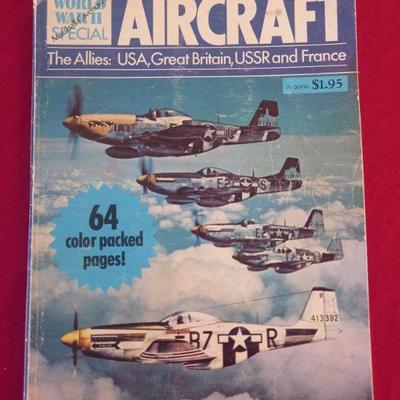 WORLD
WAR II
SPECIAL
AIRCRAFT
The Allies: USA, Great Britain, USSR and France
$1.95
64
color packed
pages!
E2 S
413392
B7 R